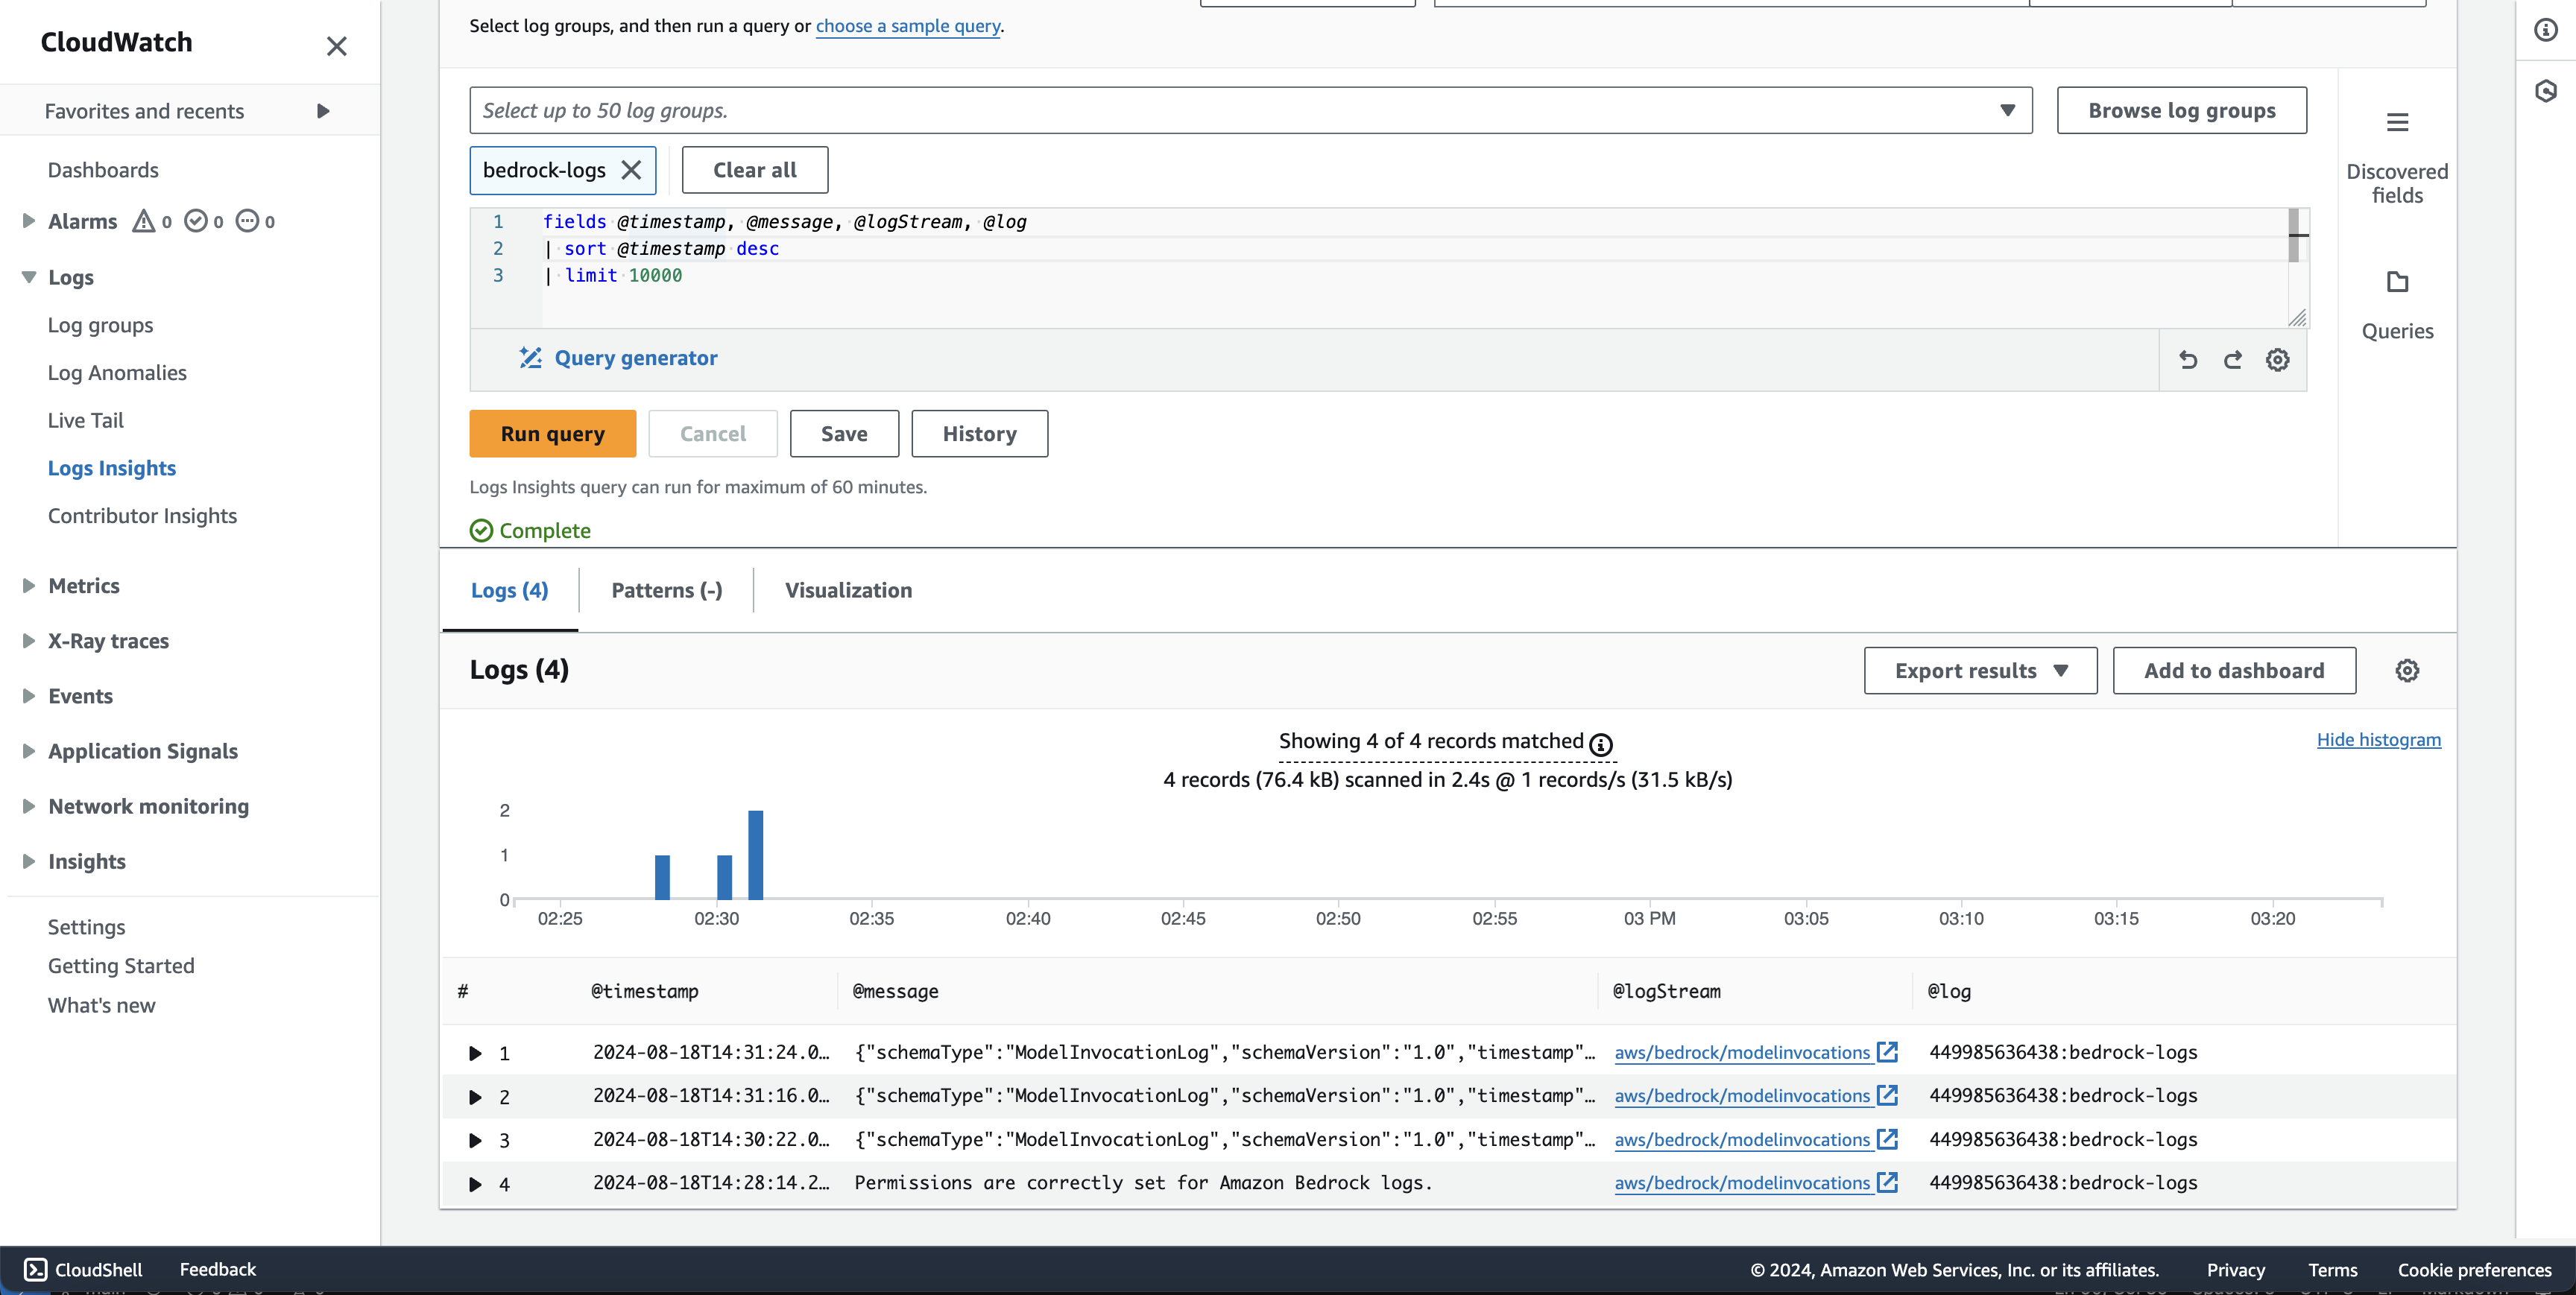 CloudWatch
Favorites and recents
Dashboards
Alarms 0 0 0
Logs
Log groups
Log Anomalies
Live Tail
Logs Insights
Contributor Insights
Metrics
X-Ray traces
Events
Application Signals
Network monitoring
Insights
Settings
Getting Started
What's new
Select log groups, and then run a query or choose a sample query.
Select up to 50 log groups.
Browse log groups
bedrock-logs
Clear all
1 fields @timestamp, @message, @logStream, @log
2 | sort @timestamp desc
3 | limit 10000
Query generator
Discovered
fields
Queries
Run query Cancel Save History
Logs Insights query can run for maximum of 60 minutes.
Complete
Logs (4) Patterns (-) Visualization
Logs (4)
Export results
Add to dashboard
Showing 4 of 4 records matched
Hide histogram
4 records (76.4 kB) scanned in 2.4s @ 1 records/s (31.5 kB/s)
2
1
0
02:25 02:30 02:35 02:40 02:45 02:50 02:55 03 PM 03:05 03:10 03:15 03:20
# @timestamp @message @logStream @log
1 2024-08-18T14:31:24.0… {"schemaType":"ModelInvocationLog","schemaVersion":"1.0","timestamp"… aws/bedrock/modelinvocations 449985636438:bedrock-logs
2 2024-08-18T14:31:16.0… {"schemaType":"ModelInvocationLog","schemaVersion":"1.0","timestamp"… aws/bedrock/modelinvocations 449985636438:bedrock-logs
3 2024-08-18T14:30:22.0… {"schemaType":"ModelInvocationLog","schemaVersion":"1.0","timestamp"… aws/bedrock/modelinvocations 449985636438:bedrock-logs
4 2024-08-18T14:28:14.2… Permissions are correctly set for Amazon Bedrock logs. aws/bedrock/modelinvocations 449985636438:bedrock-logs
CloudShell Feedback © 2024, Amazon Web Services, Inc. or its affiliates. Privacy Terms Cookie preferences